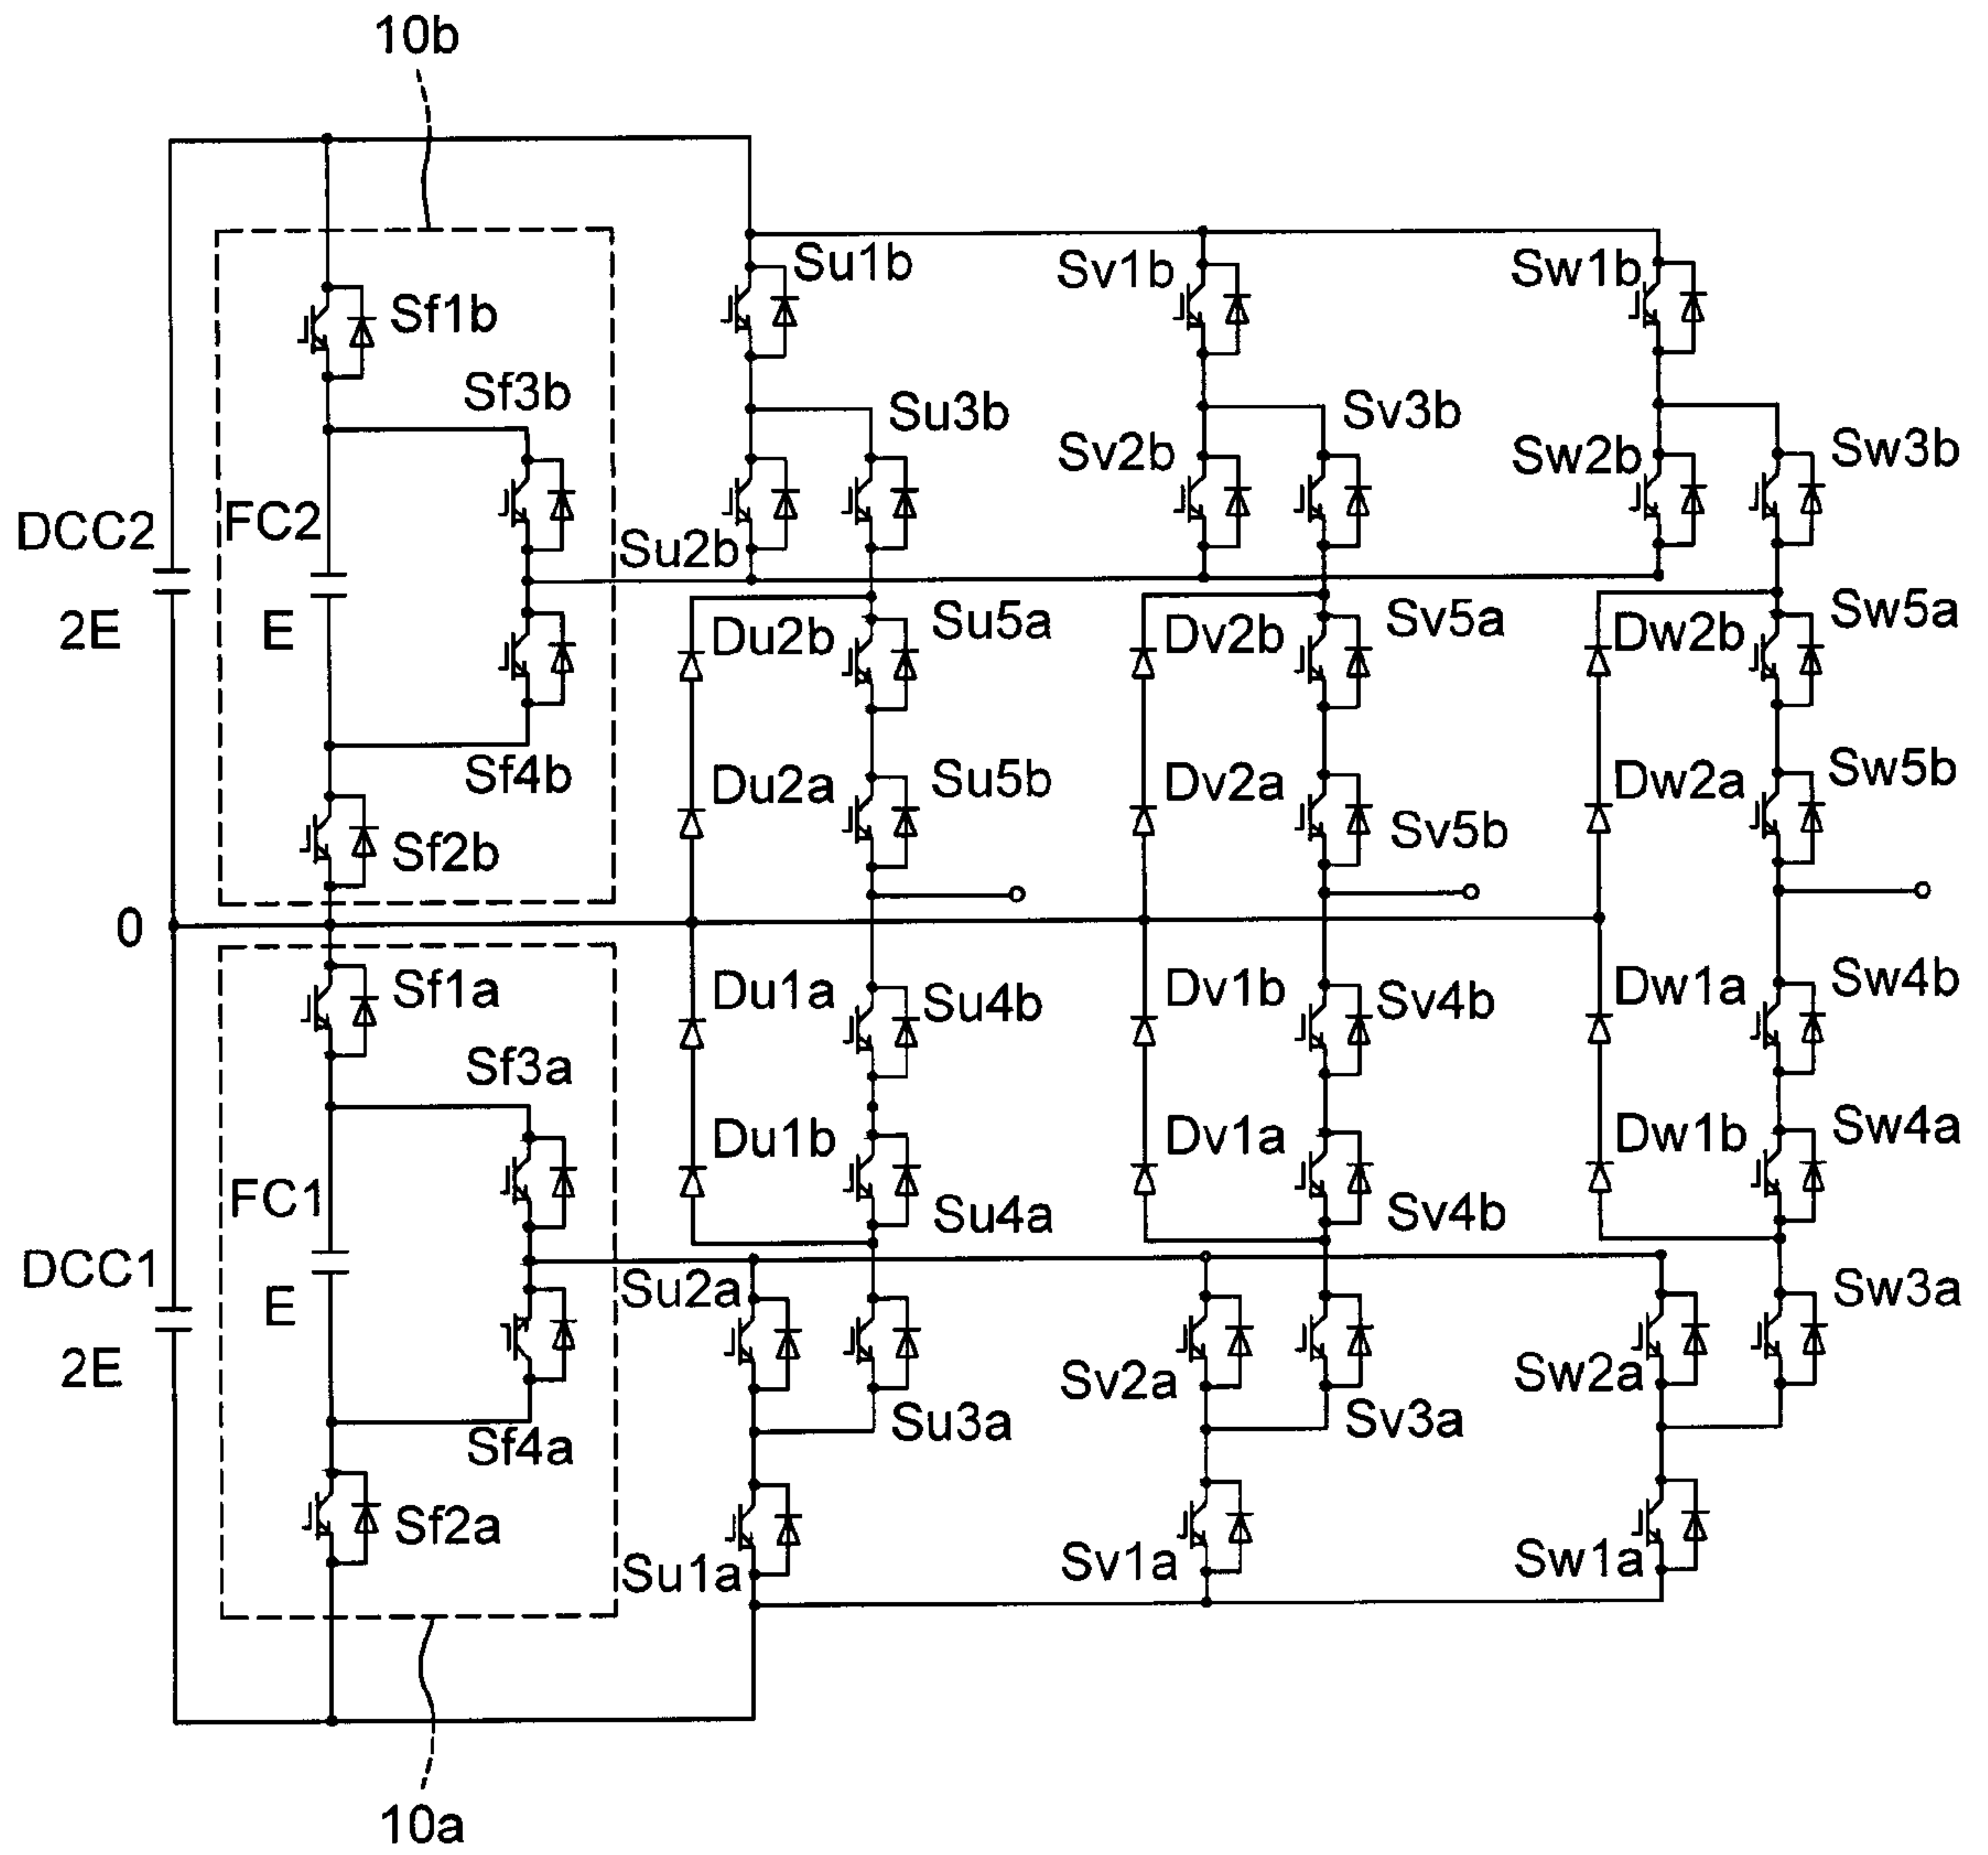 10b
Su1b
Sv1b
Sw1b
Sf1b
Sf3b
Su3b
Sv3b
Sv2b
Sw2b
Sw3b
FC2
DCC2
Su2b
2E
E
Du2b
Su5a
Dv2b
Sv5a
Dw2b
Sw5a
Sf4b
Du2a
Su5b
Dv2a
Dw2a
Sw5b
Sf2b
Sv5b
0
Sf1a
Du1a
Su4b
Dv1b
Sv4b
Dw1a
Sw4b
Sf3a
Du1b
Dv1a
Dw1b
Sw4a
FC1
Su4a
Sv4b
DCC1
Su2a
E
Sw3a
2E
Sv2a
Sw2a
Su3a
Sv3a
Sf4a
Sf2a
Su1a
Sv1a
Sw1a
10a